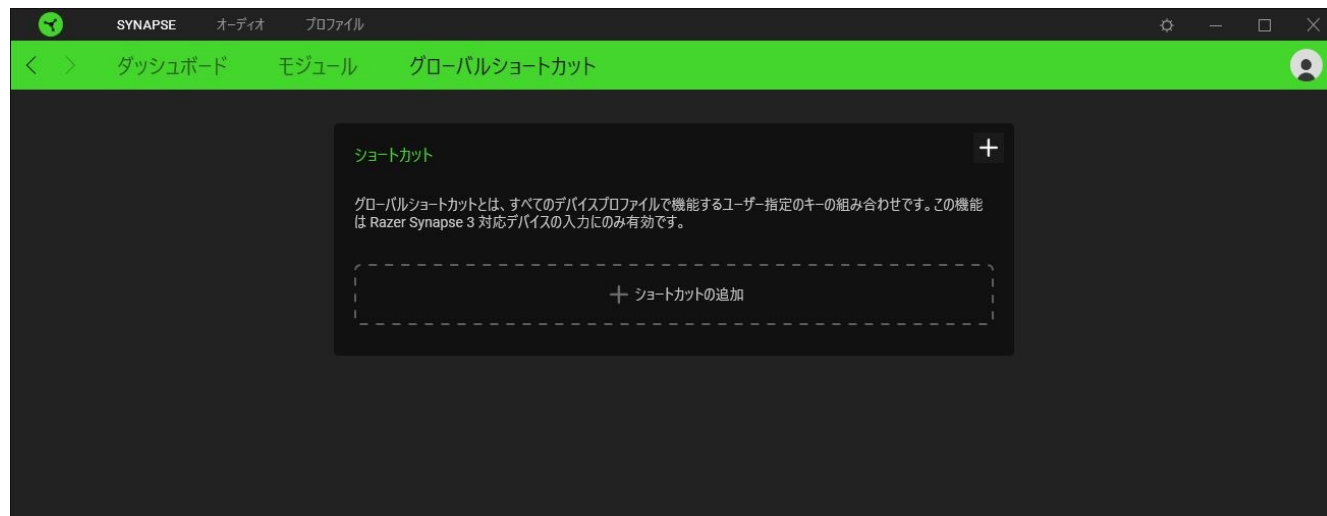 SYNAPSE オーディオ プロファイル
ダッシュボード モジュール グローバルショートカット
ショートカット
グローバルショートカットとは、すべてのデバイスプロファイルで機能するユーザー指定のキーの組み合わせです。この機能
は Razer Synapse 3 対応デバイスの入力にのみ有効です。
ショートカットの追加